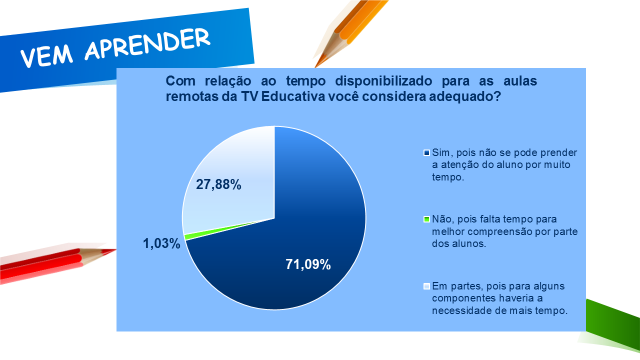 VEM APRENDER
Com relação ao tempo disponibilizado para as aulas
remotas da TV Educativa você considera adequado?
27,88%
1,03%
71,09%
Sim, pois não se pode prender
a atenção do aluno por muito
tempo.
Não, pois falta tempo para
melhor compreensão por parte
dos alunos.
Em partes, pois para alguns
componentes haveria a
necessidade de mais tempo.